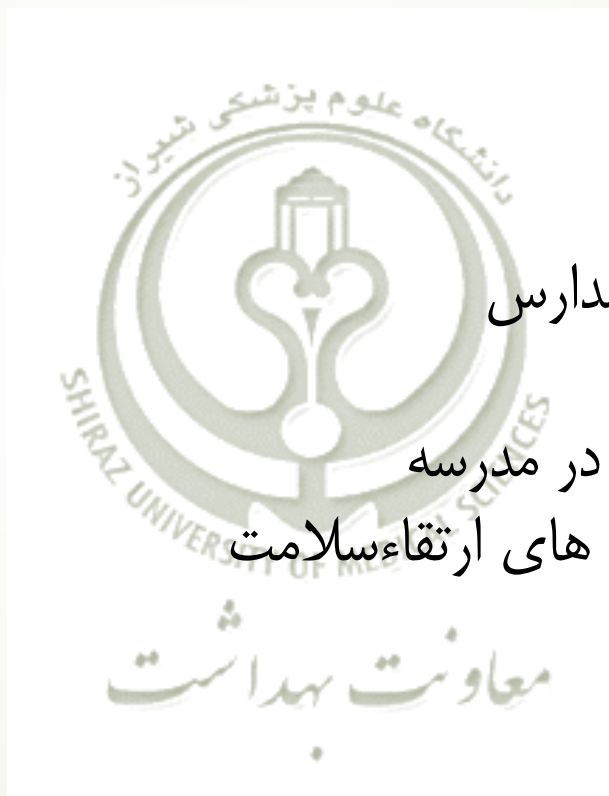 دانشگاه علوم پزشکی شیراز
دارس
در مدرسه
های ارتقاءسلامت
SHIRAZ UNIVERSITY OF MEDICAL SCIENCES
معاونت بهداشت